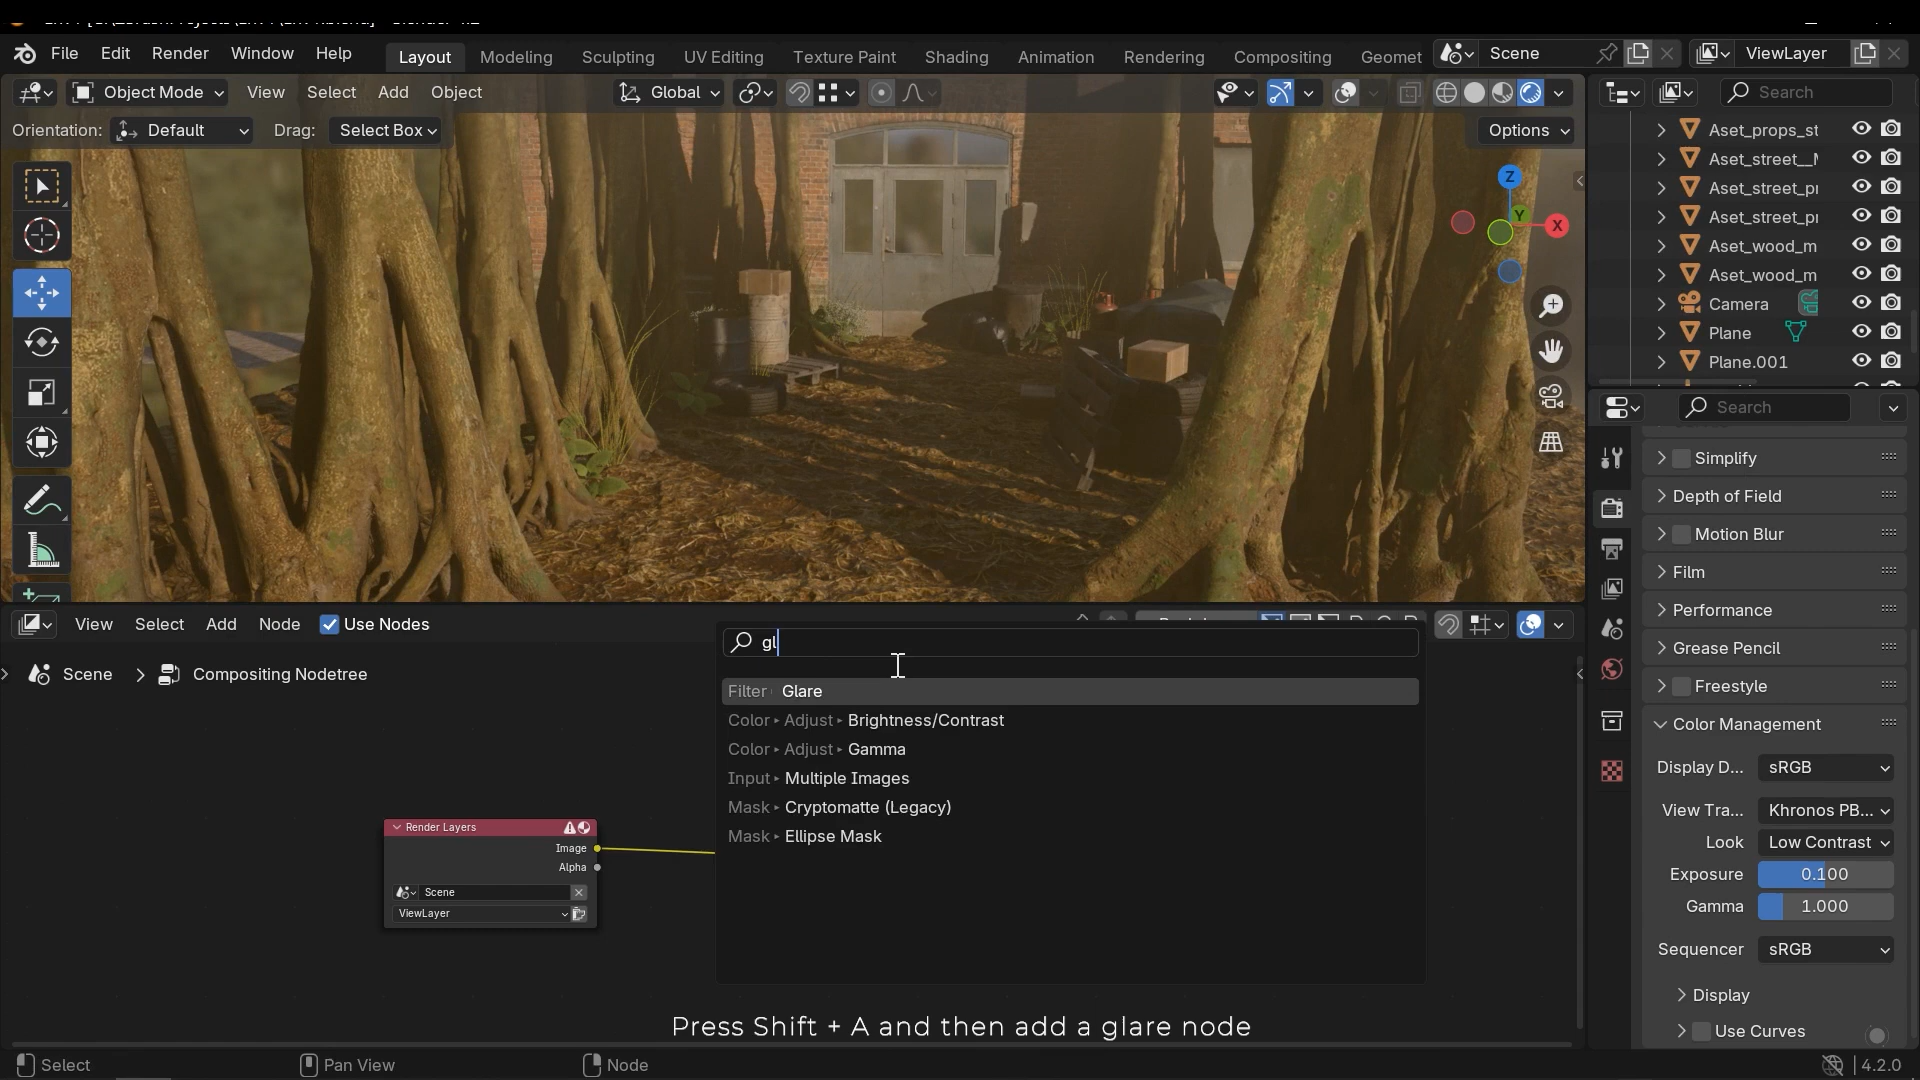 File Edit Render Window Help Layout Modeling Sculpting UV Editing Texture Paint Shading Animation Rendering Compositing Geomet Scene ViewLayer
Object Mode View Select Add Object Global Search
Orientation: Default Drag: Select Box Options
Z
Y
X
Aset_props_st
Aset_street__M
Aset_street_pr
Aset_street_pr
Aset_wood_m
Aset_wood_m
Camera
Plane
Plane.001
Search
Simplify
Depth of Field
Motion Blur
Film
Performance
Grease Pencil
Freestyle
Color Management
Display D... sRGB
View Tra... Khronos PB...
Look Low Contrast
Exposure 0.100
Gamma 1.000
Sequencer sRGB
Display
Use Curves
View Select Add Node Use Nodes
Scene Compositing Nodetree
gl
Filter Glare
Color Adjust Brightness/Contrast
Color Adjust Gamma
Input Multiple Images
Mask Cryptomatte (Legacy)
Mask Ellipse Mask
Render Layers
Image
Alpha
Scene
ViewLayer
Press Shift + A and then add a glare node
Select Pan View Node 4.2.0